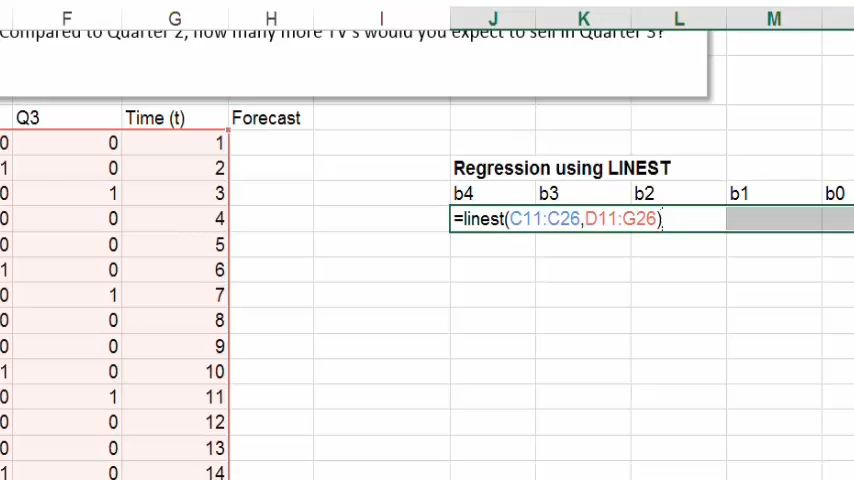 F G H I J K L M
Compared to Quarter 2, how many more TV's would you expect to sell in Quarter 3?
Q3 Time (t) Forecast
0 0 1
1 0 2 Regression using LINEST
0 1 3 b4 b3 b2 b1 b0
0 0 4 =linest(C11:C26,D11:G26)
0 0 5
1 0 6
0 1 7
0 0 8
0 0 9
1 0 10
0 1 11
0 0 12
0 0 13
1 0 14